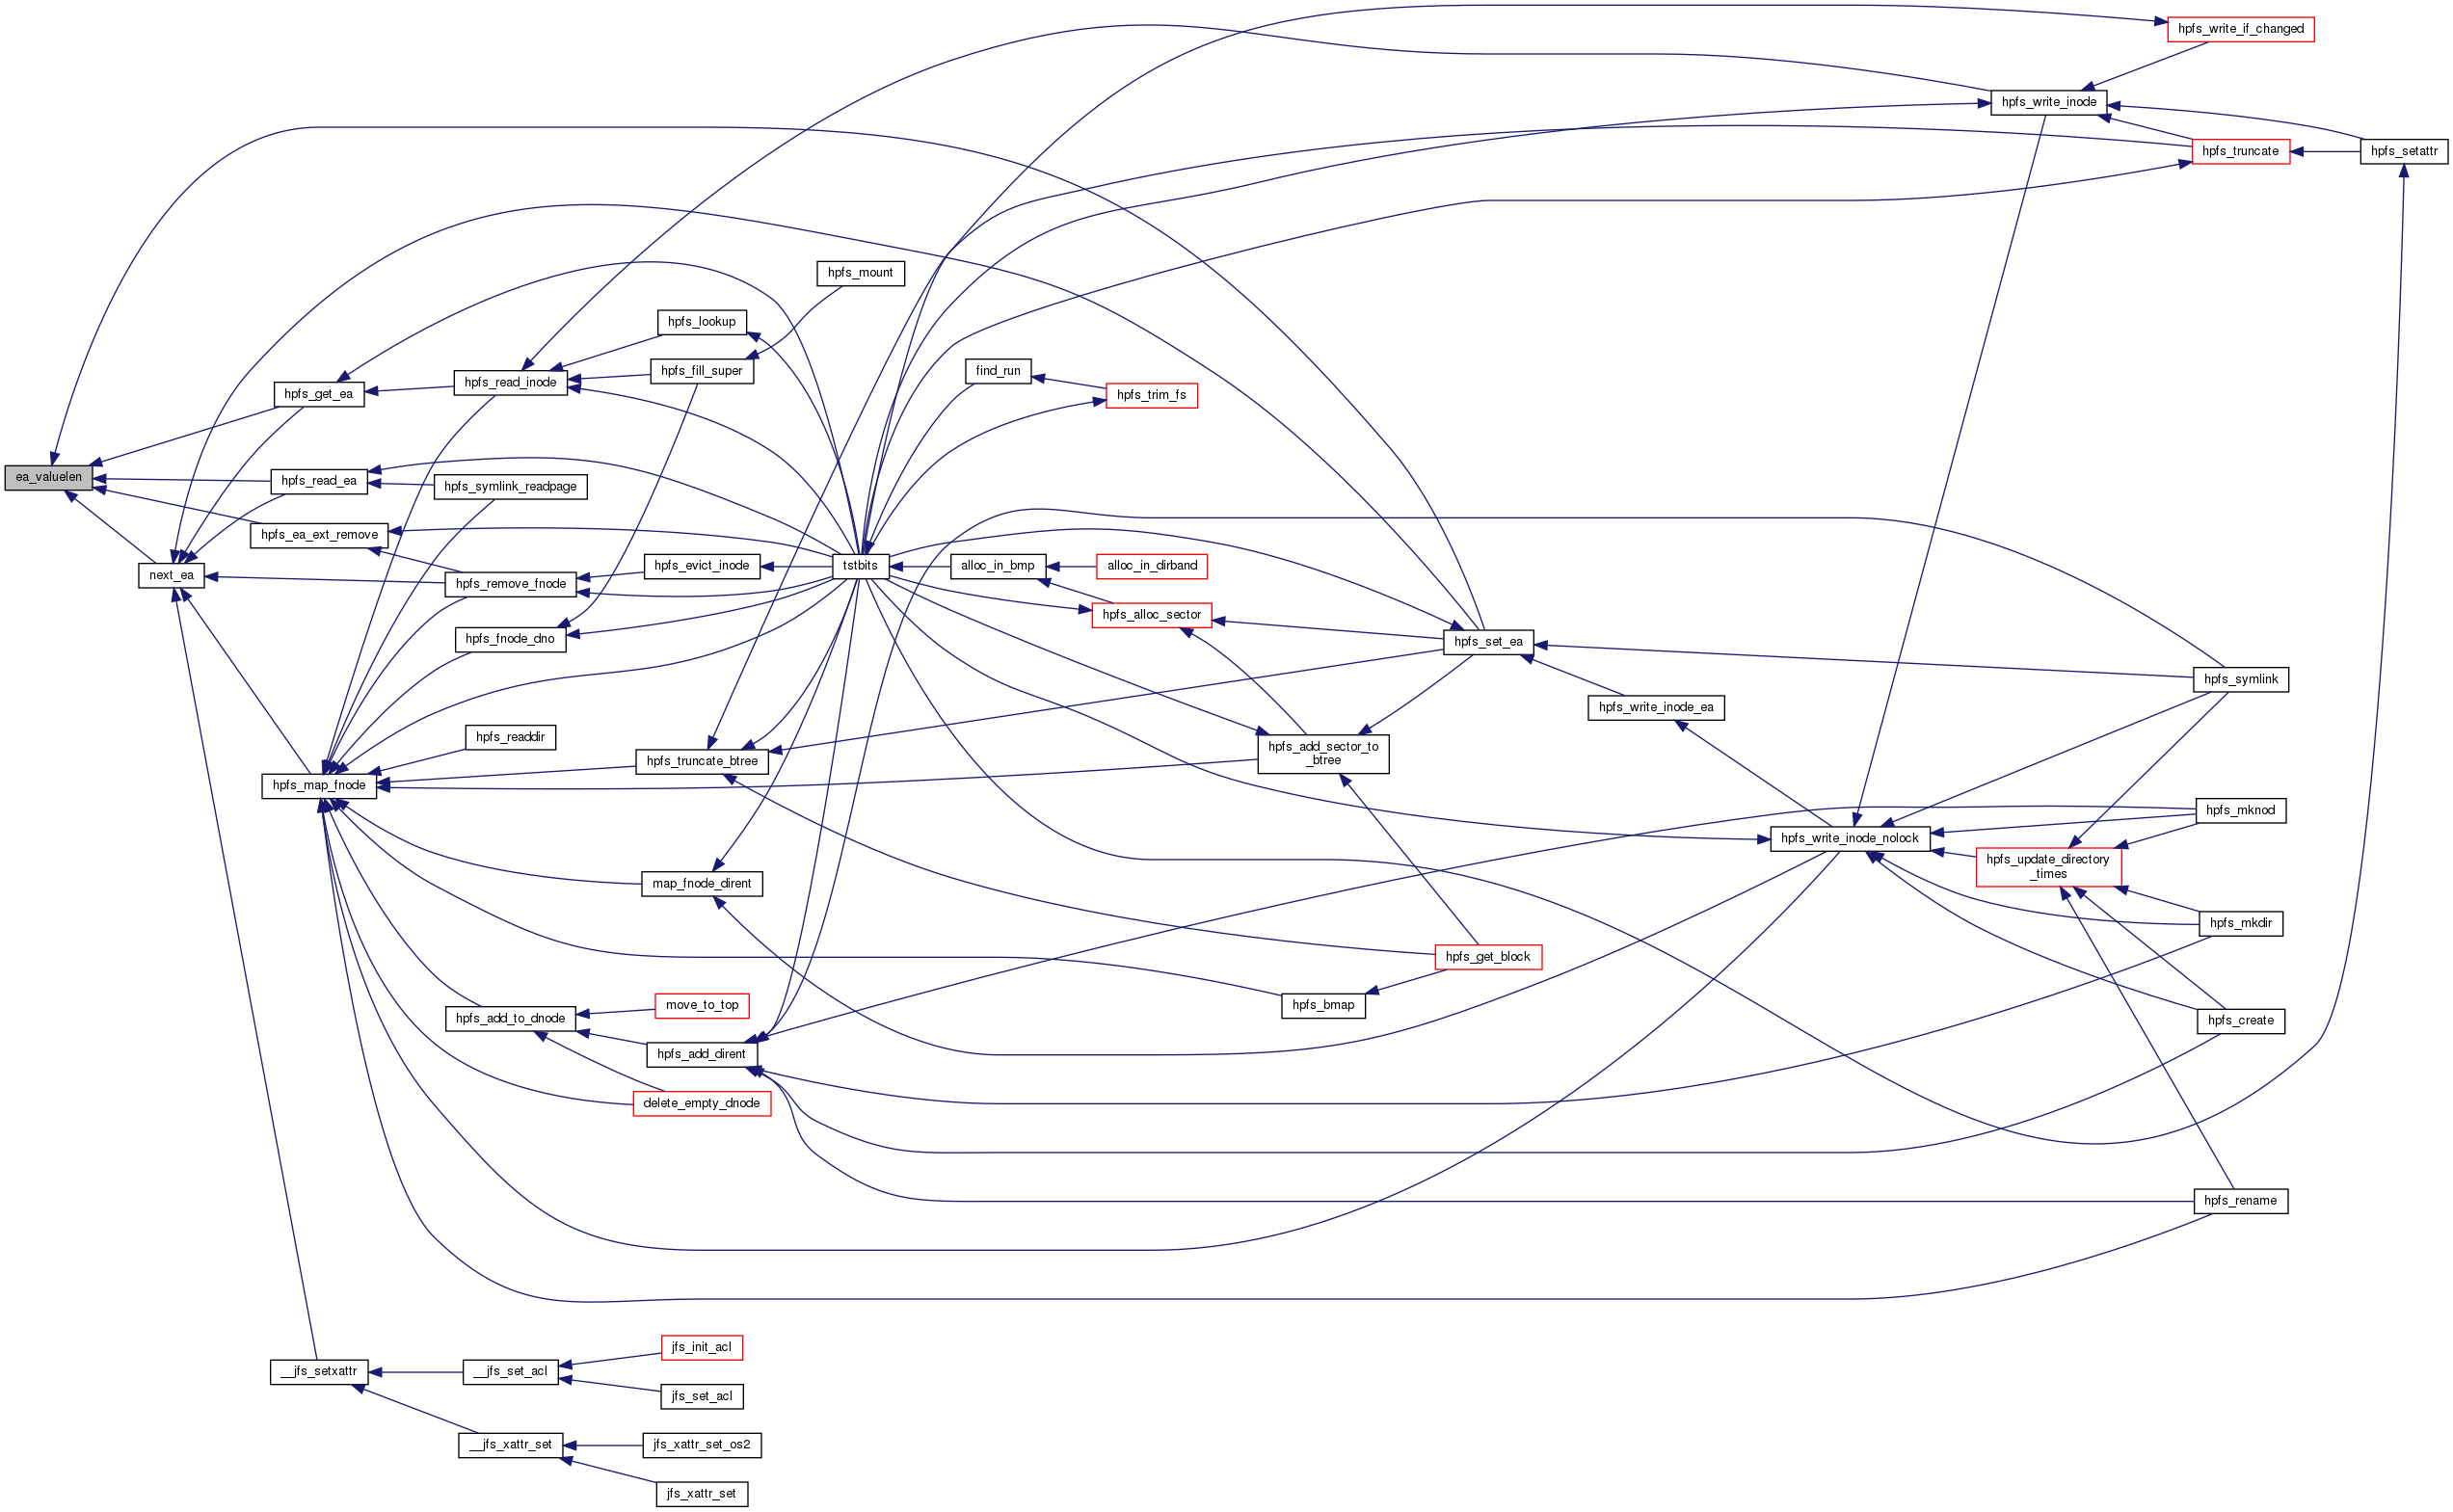 hpfs_write_if_changed
hpfs_write_inode
hpfs_truncate
hpfs_setattr
hpfs_mount
hpfs_lookup
hpfs_fill_super
find_run
hpfs_read_inode
hpfs_get_ea
hpfs_trim_fs
ea_valuelen
hpfs_read_ea
hpfs_symlink_readpage
hpfs_ea_ext_remove
next_ea
hpfs_remove_fnode
hpfs_evict_inode
tstbits
alloc_in_bmp
alloc_in_dirband
hpfs_alloc_sector
hpfs_fnode_dno
hpfs_set_ea
hpfs_symlink
hpfs_write_inode_ea
hpfs_readdir
hpfs_truncate_btree
hpfs_add_sector_to
_btree
hpfs_map_fnode
hpfs_mknod
hpfs_write_inode_nolock
hpfs_update_directory
_times
map_fnode_dirent
hpfs_mkdir
hpfs_get_block
move_to_top
hpfs_bmap
hpfs_add_to_dnode
hpfs_create
hpfs_add_dirent
delete_empty_dnode
hpfs_rename
jfs_init_acl
__jfs_setxattr
__jfs_set_acl
jfs_set_acl
__jfs_xattr_set
jfs_xattr_set_os2
jfs_xattr_set